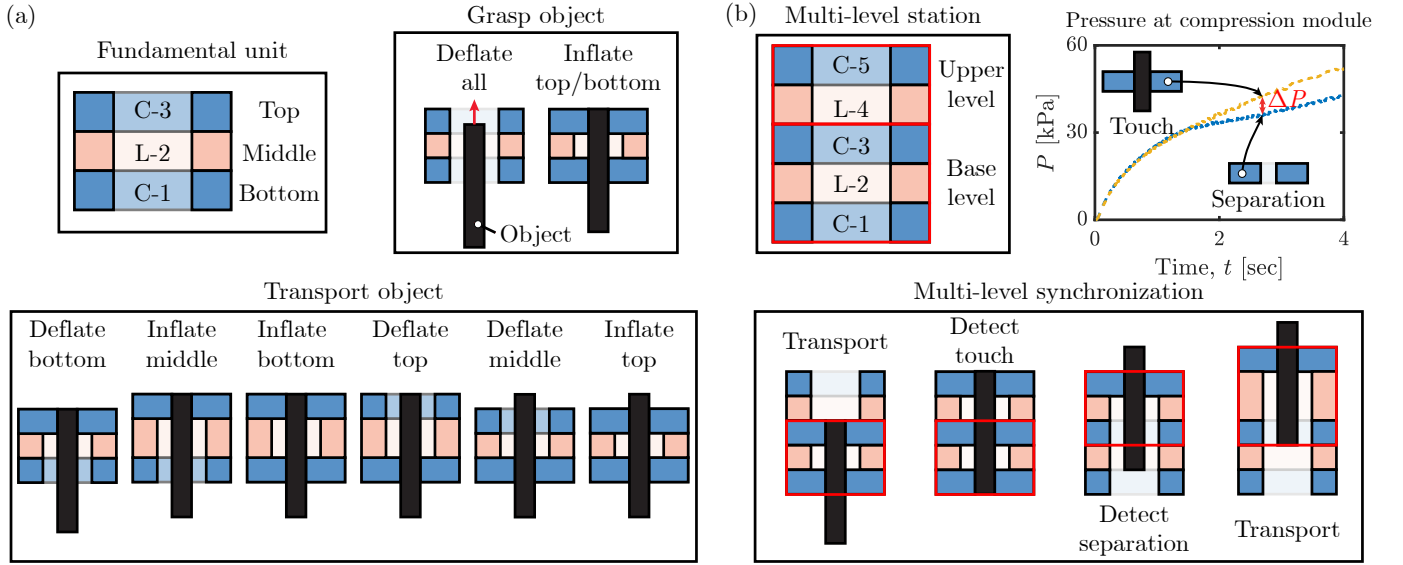 (a)
Fundamental unit
C-3
Top
L-2
Middle
C-1
Bottom
Grasp object
Deflate
all
Inflate
top/bottom
Object
(b)
Multi-level station
C-5
Upper
level
L-4
C-3
L-2
Base
level
C-1
Pressure at compression module
60
30
0
P [kPa]
Touch
ΔP
Separation
0
2
4
Time, t [sec]
Transport object
Deflate
bottom
Inflate
middle
Inflate
bottom
Deflate
top
Deflate
middle
Inflate
top
Multi-level synchronization
Transport
Detect
touch
Detect
separation
Transport